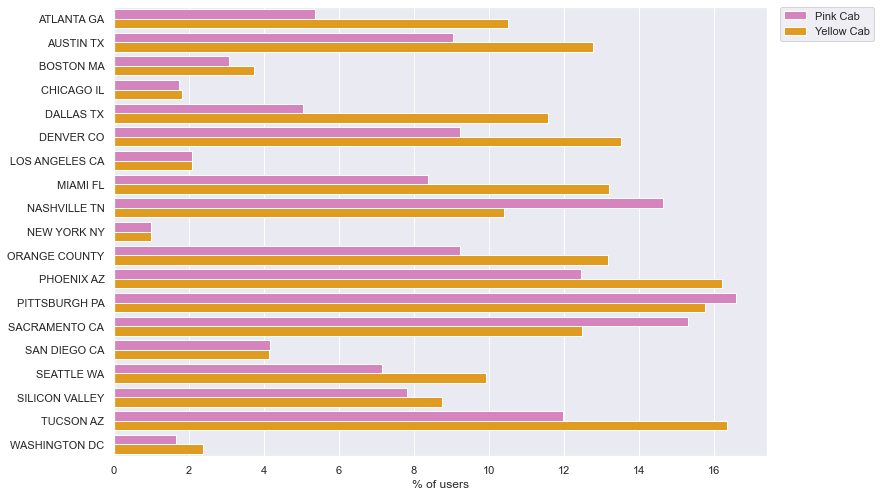 Pink Cab
Yellow Cab
ATLANTA GA
AUSTIN TX
BOSTON MA
CHICAGO IL
DALLAS TX
DENVER CO
LOS ANGELES CA
MIAMI FL
NASHVILLE TN
NEW YORK NY
ORANGE COUNTY
PHOENIX AZ
PITTSBURGH PA
SACRAMENTO CA
SAN DIEGO CA
SEATTLE WA
SILICON VALLEY
TUCSON AZ
WASHINGTON DC
0 2 4 6 8 10 12 14 16
% of users